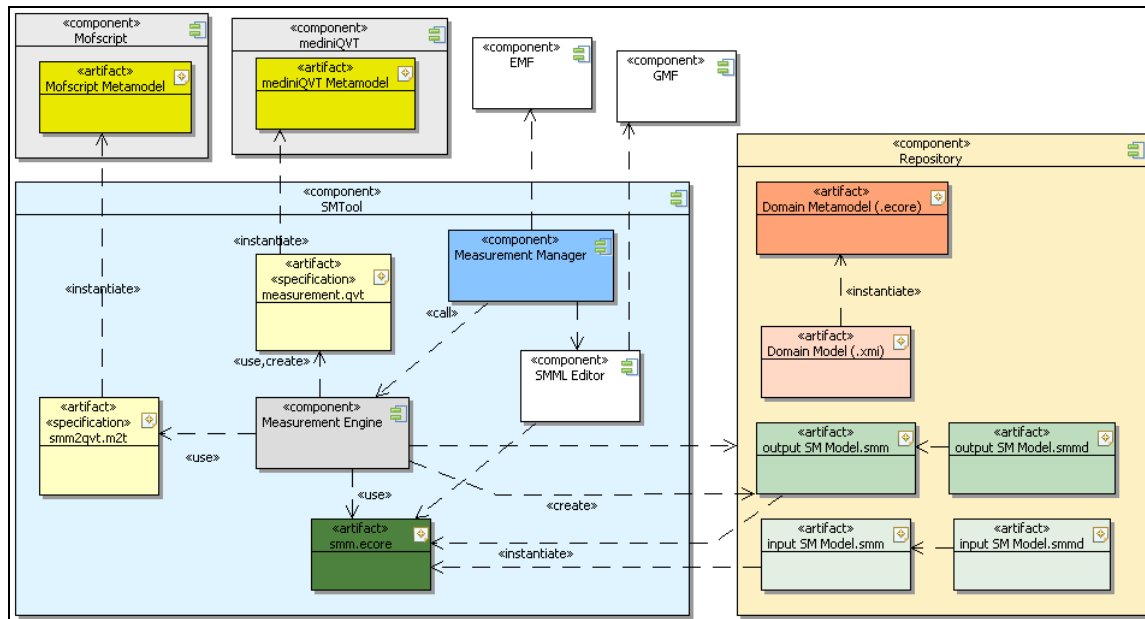 «component»
Mofscript
«artifact»
Mofscript Metamodel
«component»
mediniQVT
«artifact»
mediniQVT Metamodel
«component»
EMF
«component»
GMF
«component»
Repository
«artifact»
Domain Metamodel (.ecore)
«instantiate»
«artifact»
Domain Model (.xmi)
«artifact»
output SM Model.smm
«artifact»
output SM Model.smmd
«artifact»
input SM Model.smm
«artifact»
input SM Model.smmd
«component»
SMTool
«instantiate»
«instantiate»
«artifact»
«specification»
measurement.qvt
«component»
Measurement Manager
«call»
«use,create»
«component»
SMML Editor
«artifact»
«specification»
smm2qvt.m2t
«component»
Measurement Engine
«use»
«use»
«create»
«artifact»
smm.ecore
«instantiate»